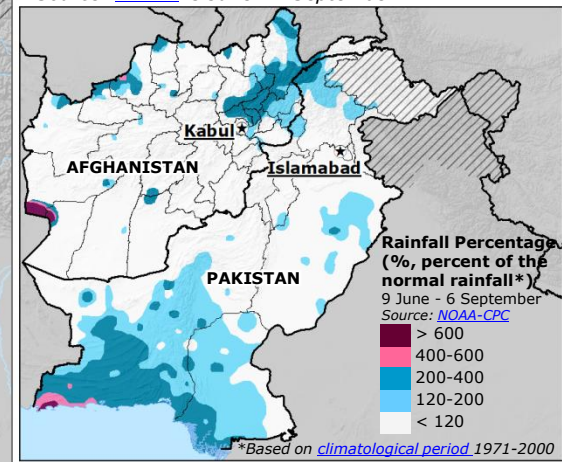 Kabul
AFGHANISTAN
Islamabad
PAKISTAN
Rainfall Percentage
(%, percent of the
normal rainfall*)
9 June - 6 September
Source: NOAA-CPC
> 600
400-600
200-400
120-200
< 120
*Based on climatological period 1971-2000